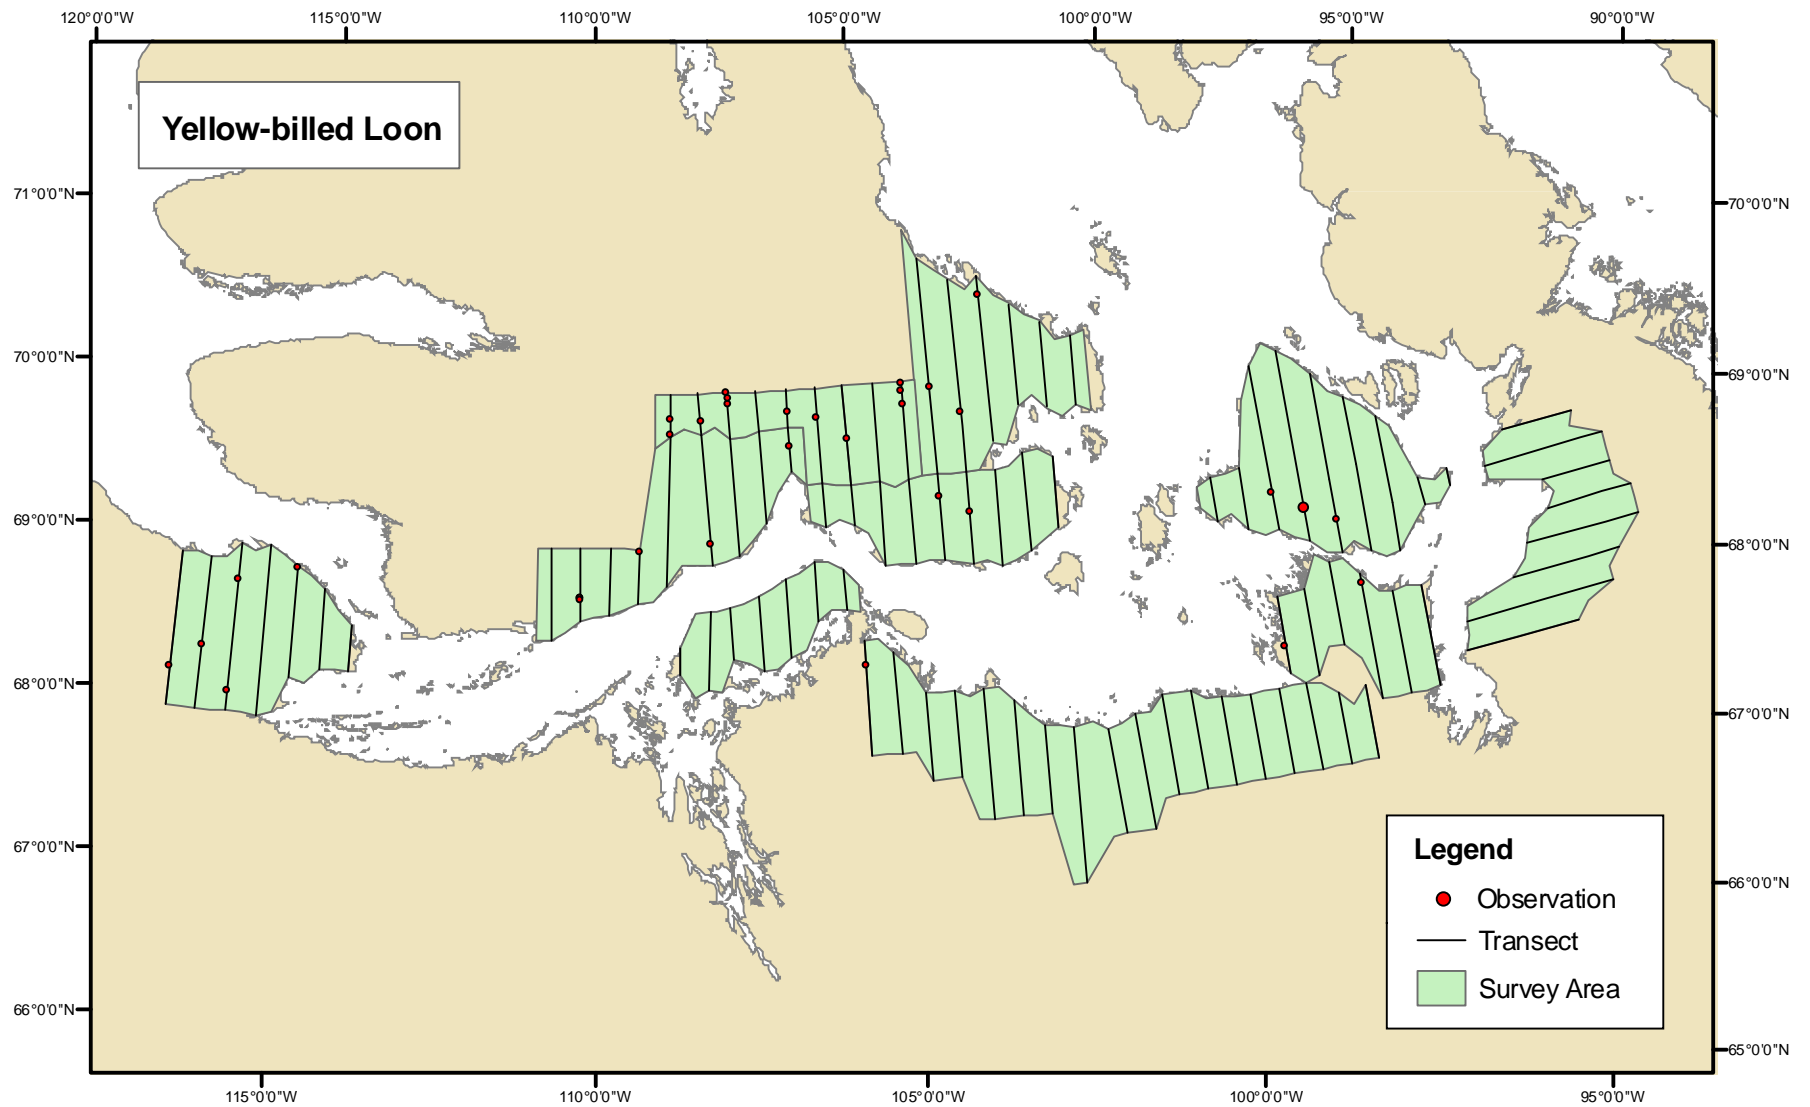 120°0'0"W 115°0'0"W 110°0'0"W 105°0'0"W 100°0'0"W 95°0'0"W 90°0'0"W
Yellow-billed Loon
71°0'0"N
70°0'0"N
70°0'0"N
69°0'0"N
69°0'0"N
68°0'0"N
68°0'0"N
67°0'0"N
67°0'0"N
66°0'0"N
66°0'0"N
65°0'0"N
Legend
Observation
Transect
Survey Area
115°0'0"W 110°0'0"W 105°0'0"W 100°0'0"W 95°0'0"W